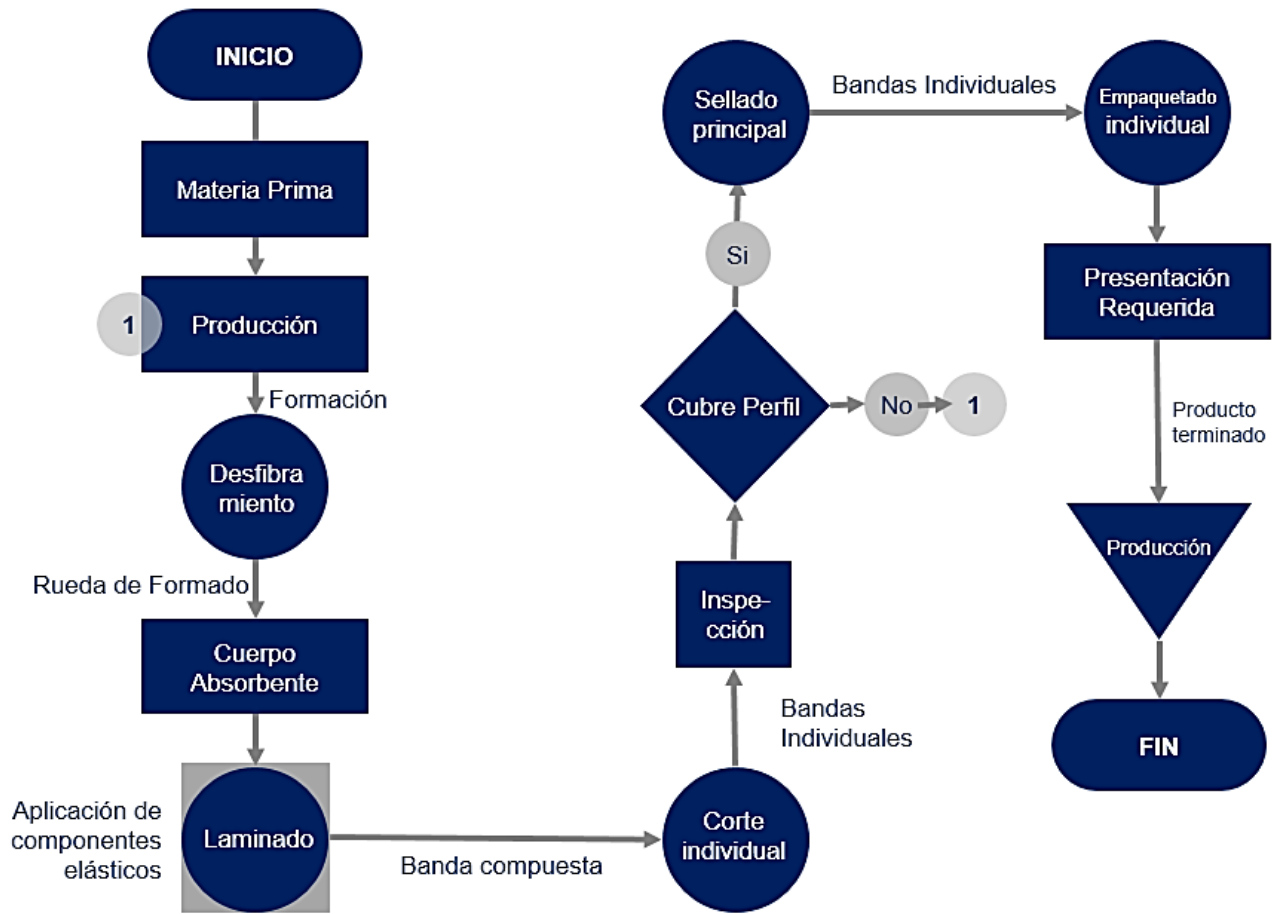 INICIO
Materia Prima
1
Producción
Formación
Desfibra
miento
Rueda de Formado
Cuerpo
Absorbente
Aplicación de
componentes
elásticos
Laminado
Banda compuesta
Corte
individual
Bandas
Individuales
Inspe-
cción
Cubre Perfil
No
1
Si
Sellado
principal
Bandas Individuales
Empaquetado
individual
Presentación
Requerida
Producto
terminado
Producción
FIN